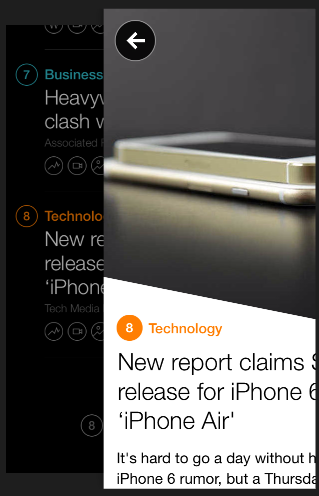 7 Business
Heavyw
clash w
Associated
8 Technolo
New re
release
'iPhone
Tech Media
8
8 Technology
New report claims S
release for iPhone 6
'iPhone Air'
It's hard to go a day without h
iPhone 6 rumor, but a Thursda